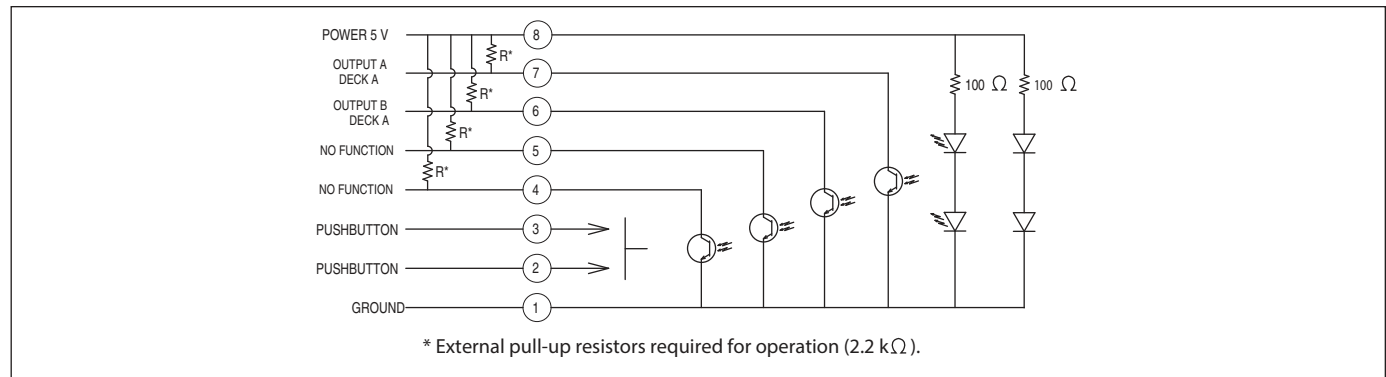 POWER 5 V 8
R*
OUTPUT A 7
DECK A
100 Ω 100 Ω
R*
OUTPUT B 6
DECK A
R*
NO FUNCTION 5
R*
NO FUNCTION 4
PUSHBUTTON 3
PUSHBUTTON 2
GROUND 1
* External pull-up resistors required for operation (2.2 kΩ ).